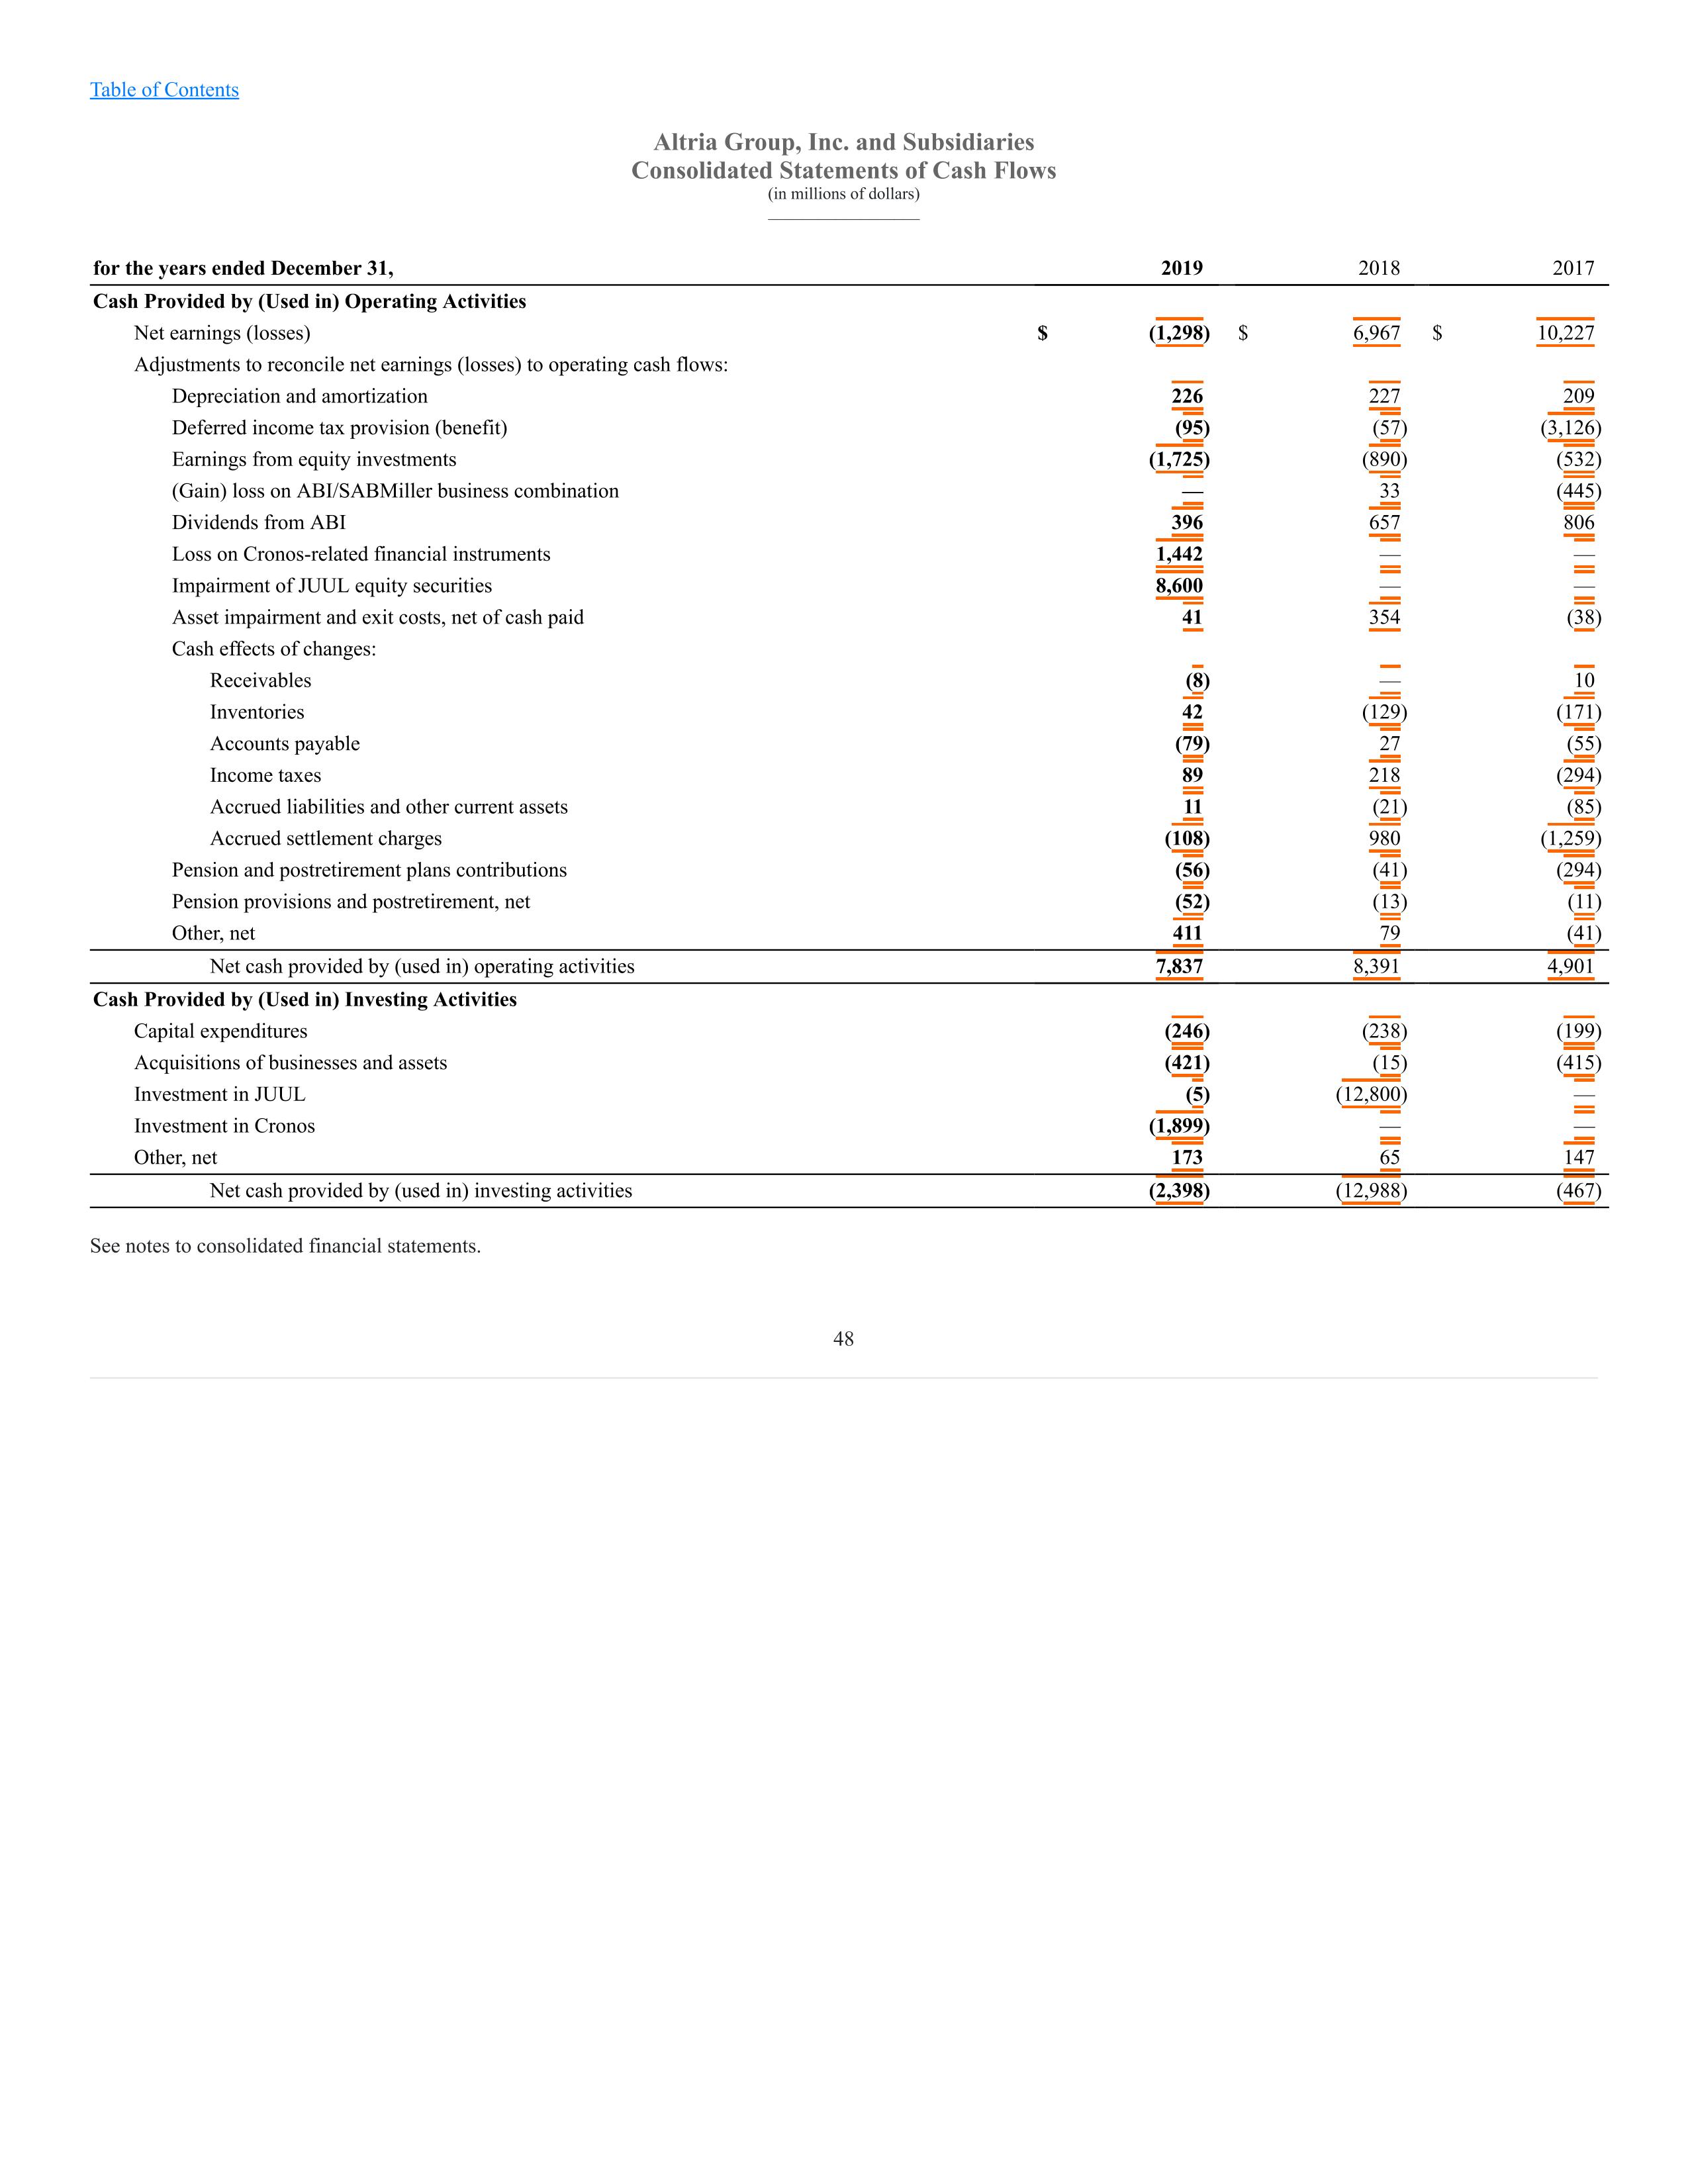 Table of Contents
Altria Group, Inc. and Subsidiaries
Consolidated Statements of Cash Flows
(in millions of dollars)
for the years ended December 31, 2019 2018 2017
Cash Provided by (Used in) Operating Activities
Net earnings (losses) $ (1,298) $ 6,967 $ 10,227
Adjustments to reconcile net earnings (losses) to operating cash flows:
Depreciation and amortization 226 227 209
Deferred income tax provision (benefit) (95) (57) (3,126)
Earnings from equity investments (1,725) (890) (532)
(Gain) loss on ABI/SABMiller business combination — 33 (445)
Dividends from ABI 396 657 806
Loss on Cronos-related financial instruments 1,442 — —
Impairment of JUUL equity securities 8,600 — —
Asset impairment and exit costs, net of cash paid 41 354 (38)
Cash effects of changes:
Receivables (8) — 10
Inventories 42 (129) (171)
Accounts payable (79) 27 (55)
Income taxes 89 218 (294)
Accrued liabilities and other current assets 11 (21) (85)
Accrued settlement charges (108) 980 (1,259)
Pension and postretirement plans contributions (56) (41) (294)
Pension provisions and postretirement, net (52) (13) (11)
Other, net 411 79 (41)
Net cash provided by (used in) operating activities 7,837 8,391 4,901
Cash Provided by (Used in) Investing Activities
Capital expenditures (246) (238) (199)
Acquisitions of businesses and assets (421) (15) (415)
Investment in JUUL (5) (12,800) —
Investment in Cronos (1,899) — —
Other, net 173 65 147
Net cash provided by (used in) investing activities (2,398) (12,988) (467)
See notes to consolidated financial statements.
48